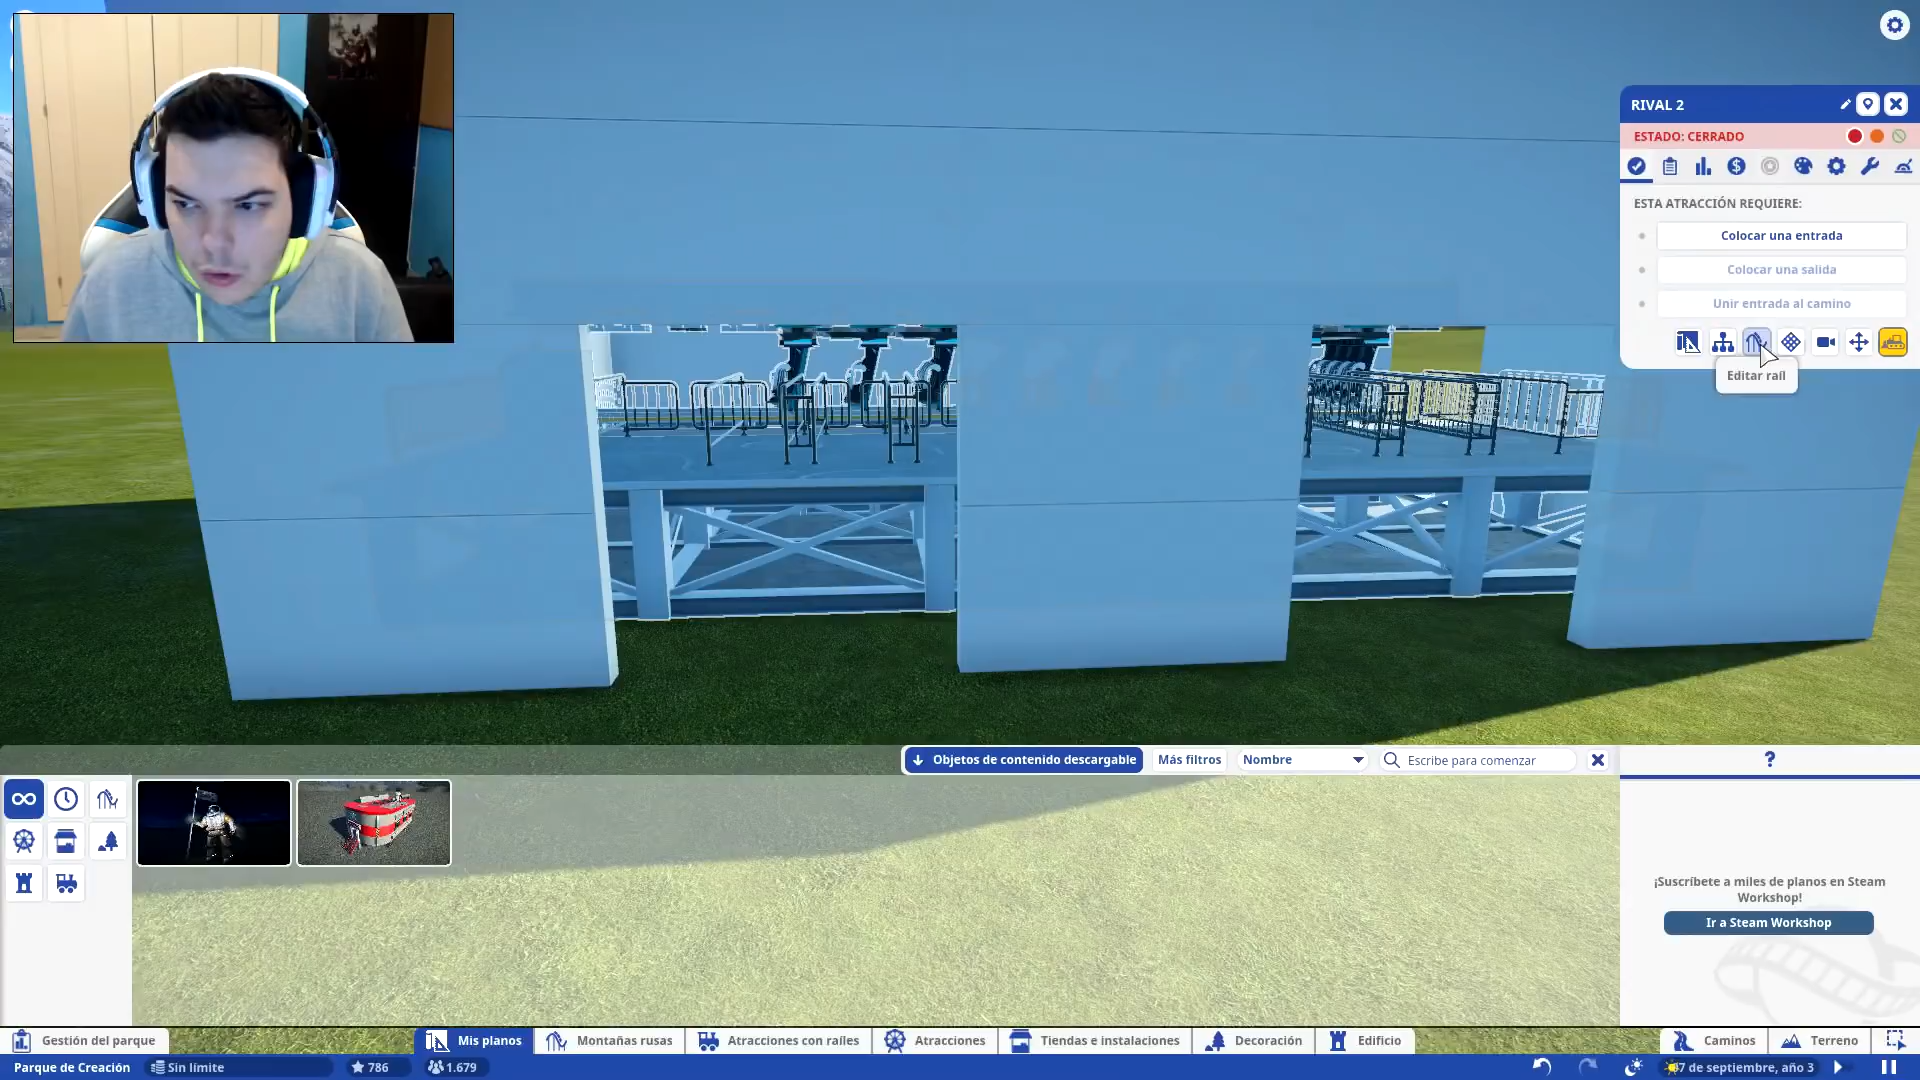 RIVAL 2
ESTADO: CERRADO
ESTA ATRACCIÓN REQUIERE:
Colocar una entrada
Colocar una salida
Unir entrada al camino
Editar raíl
Objetos de contenido descargable
Más filtros
Nombre
Escribe para comenzar
?
¡Suscríbete a miles de planos en Steam
Workshop!
Ir a Steam Workshop
Gestión del parque
Mis planos
Montañas rusas
Atracciones con raíles
Atracciones
Tiendas e instalaciones
Decoración
Edificio
Caminos
Terreno
Parque de Creación
Sin límite
786
1.679
7 de septiembre, año 3